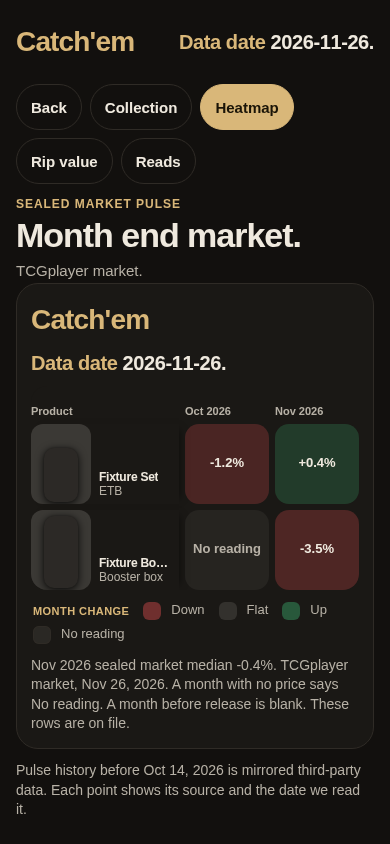 Catch'em Data date 2026-11-26.
Back Collection Heatmap
Rip value Reads
SEALED MARKET PULSE
Month end market.
TCGplayer market.
Catch'em
Data date 2026-11-26.
Product Oct 2026 Nov 2026
Fixture Set
ETB
-1.2% +0.4%
Fixture Bo...
Booster box
No reading -3.5%
MONTH CHANGE Down Flat Up
No reading
Nov 2026 sealed market median -0.4%. TCGplayer
market, Nov 26, 2026. A month with no price says
No reading. A month before release is blank. These
rows are on file.
Pulse history before Oct 14, 2026 is mirrored third-party
data. Each point shows its source and the date we read
it.